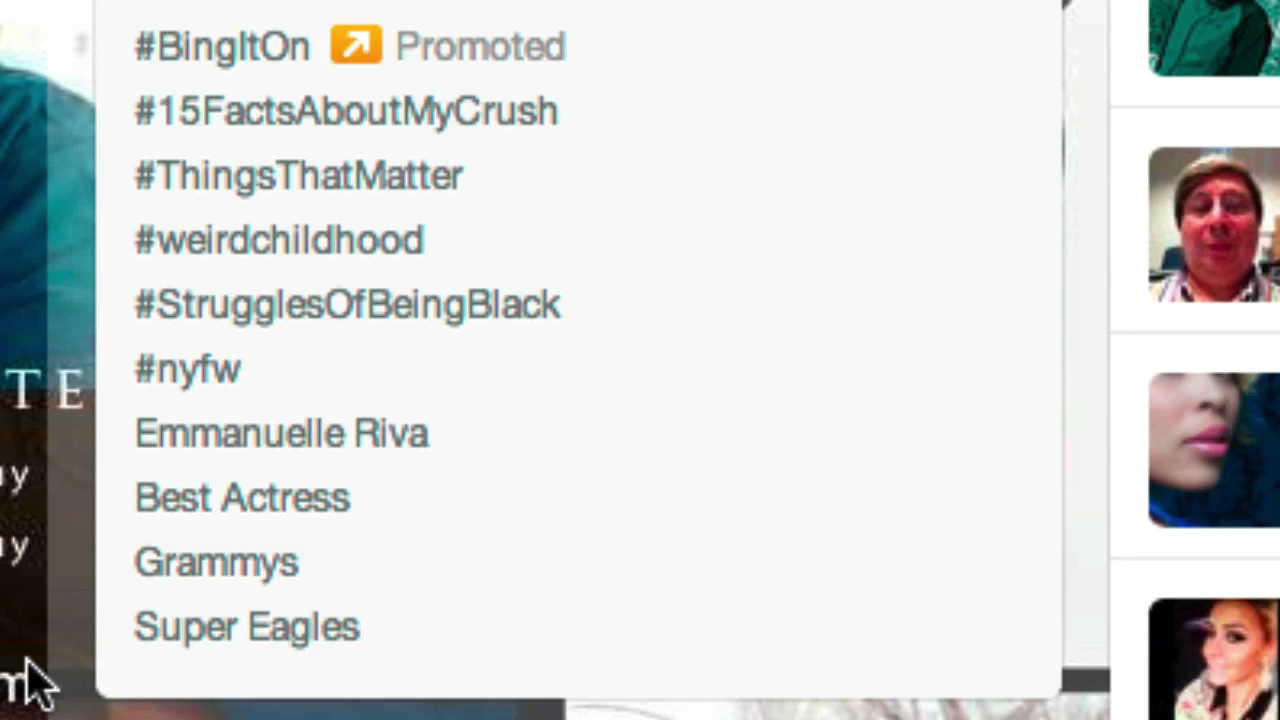 #BingItOn Promoted
#15FactsAboutMyCrush
#ThingsThatMatter
#weirdchildhood
#StrugglesOfBeingBlack
#nyfw
Emmanuelle Riva
Best Actress
Grammys
Super Eagles